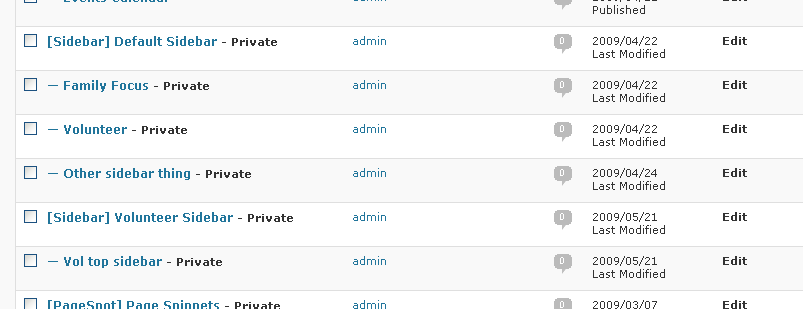 Events Calendar
Published
[Sidebar] Default Sidebar - Private admin 0 2009/04/22 Edit
Last Modified
— Family Focus - Private admin 0 2009/04/22 Edit
Last Modified
— Volunteer - Private admin 0 2009/04/22 Edit
Last Modified
— Other sidebar thing - Private admin 0 2009/04/24 Edit
Last Modified
[Sidebar] Volunteer Sidebar - Private admin 0 2009/05/21 Edit
Last Modified
— Vol top sidebar - Private admin 0 2009/05/21 Edit
Last Modified
[PageSpot] Page Snippets - Private admin 0 2009/03/07 Edit